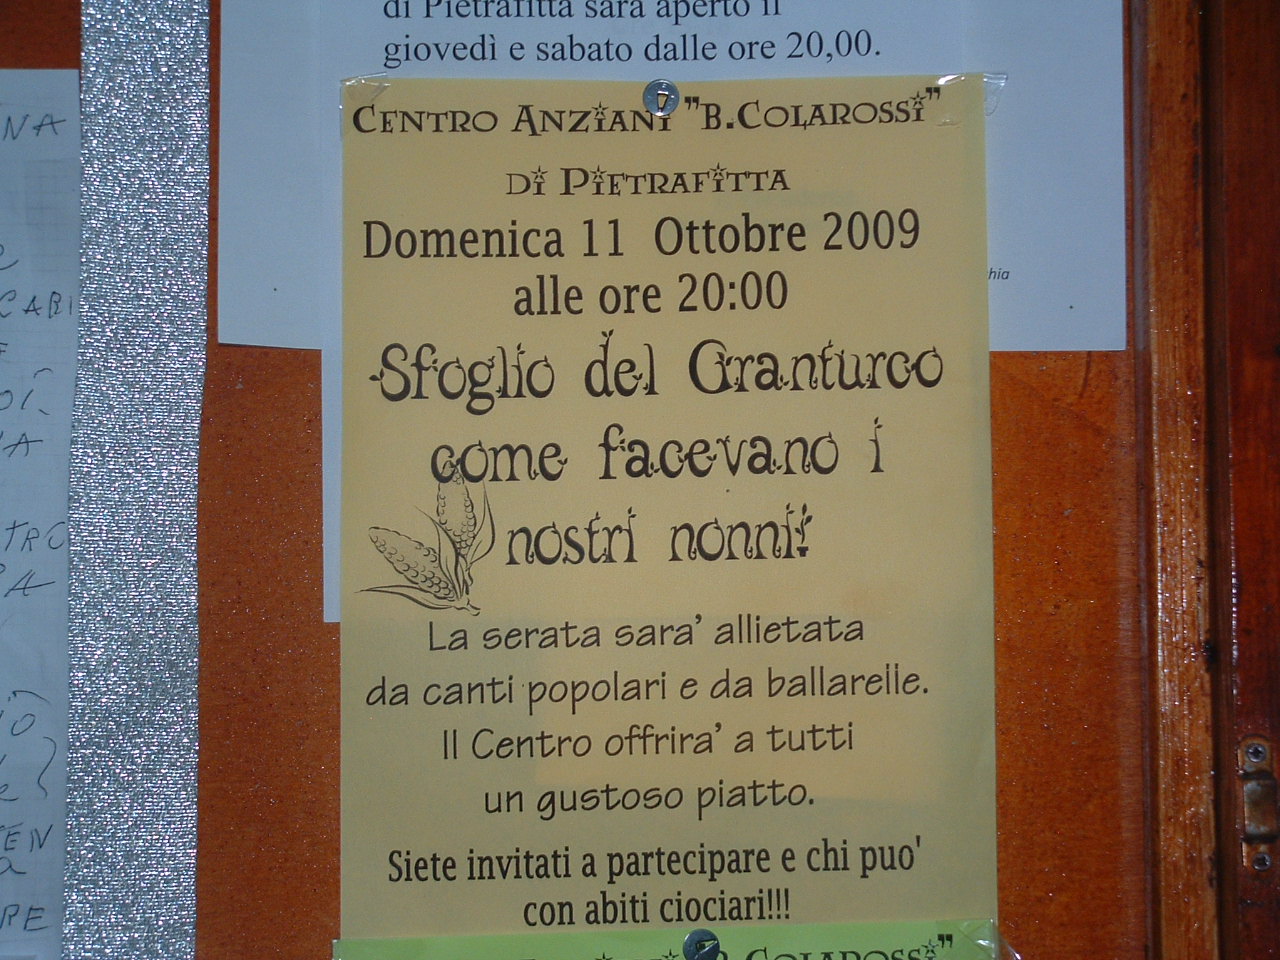 di Pietrafitta sarà aperto il
giovedì e sabato dalle ore 20,00.
CENTRO ANZIANI "B.COLAROSSI"
DI PIETRAFITTA
Domenica 11 Ottobre 2009
alle ore 20:00
Sfoglio del Granturco
come facevano i
nostri nonni!
La serata sara' allietata
da canti popolari e da ballarelle.
Il Centro offrira' a tutti
un gustoso piatto.
Siete invitati a partecipare e chi puo'
con abiti ciociari!!!
B.COLAROSSI"